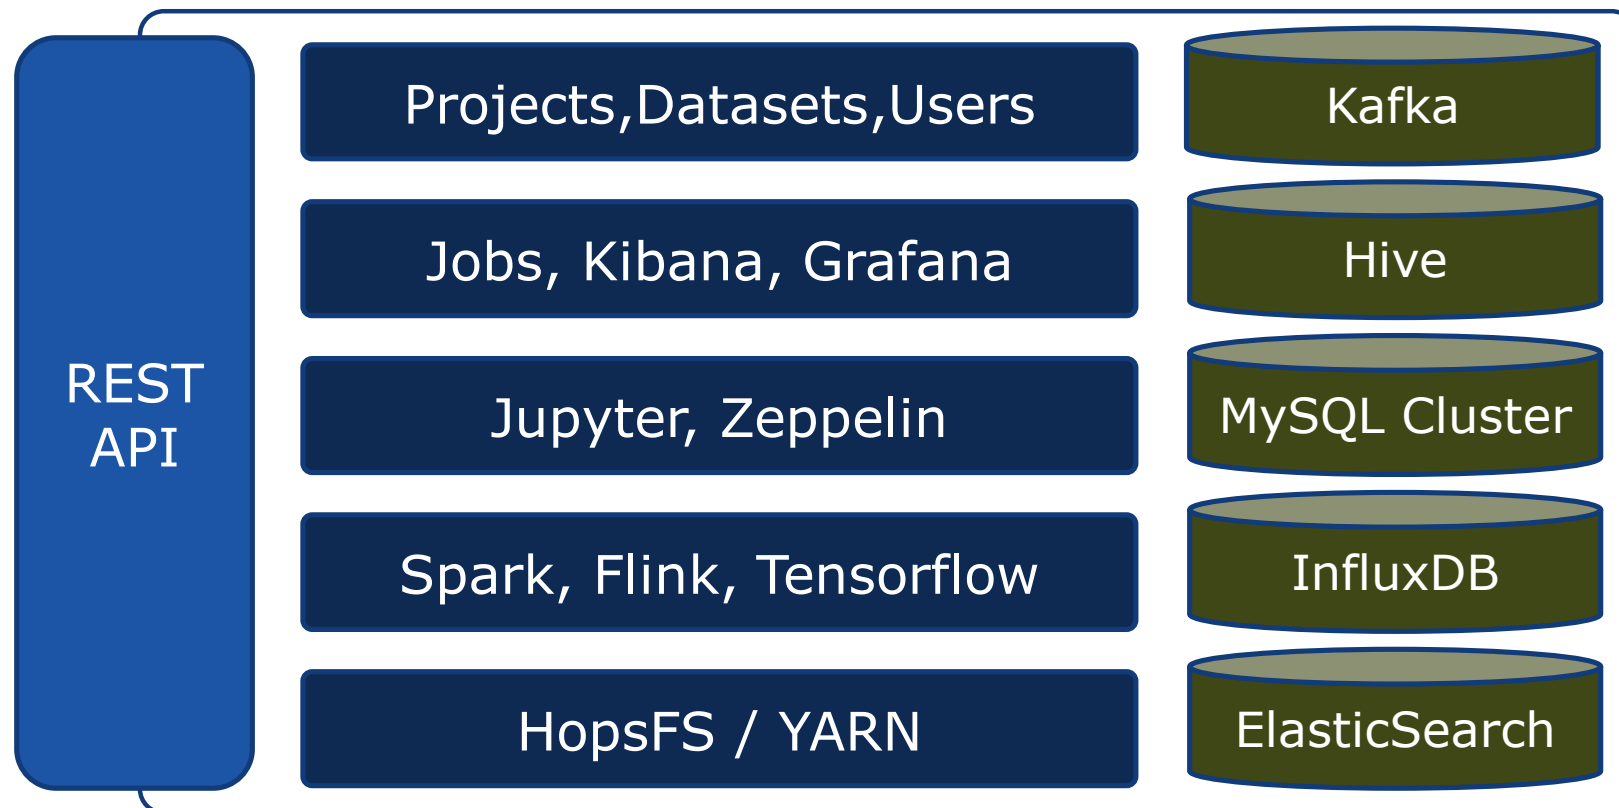 REST
API
Projects,Datasets,Users
Jobs, Kibana, Grafana
Jupyter, Zeppelin
Spark, Flink, Tensorflow
HopsFS / YARN
Kafka
Hive
MySQL Cluster
InfluxDB
ElasticSearch